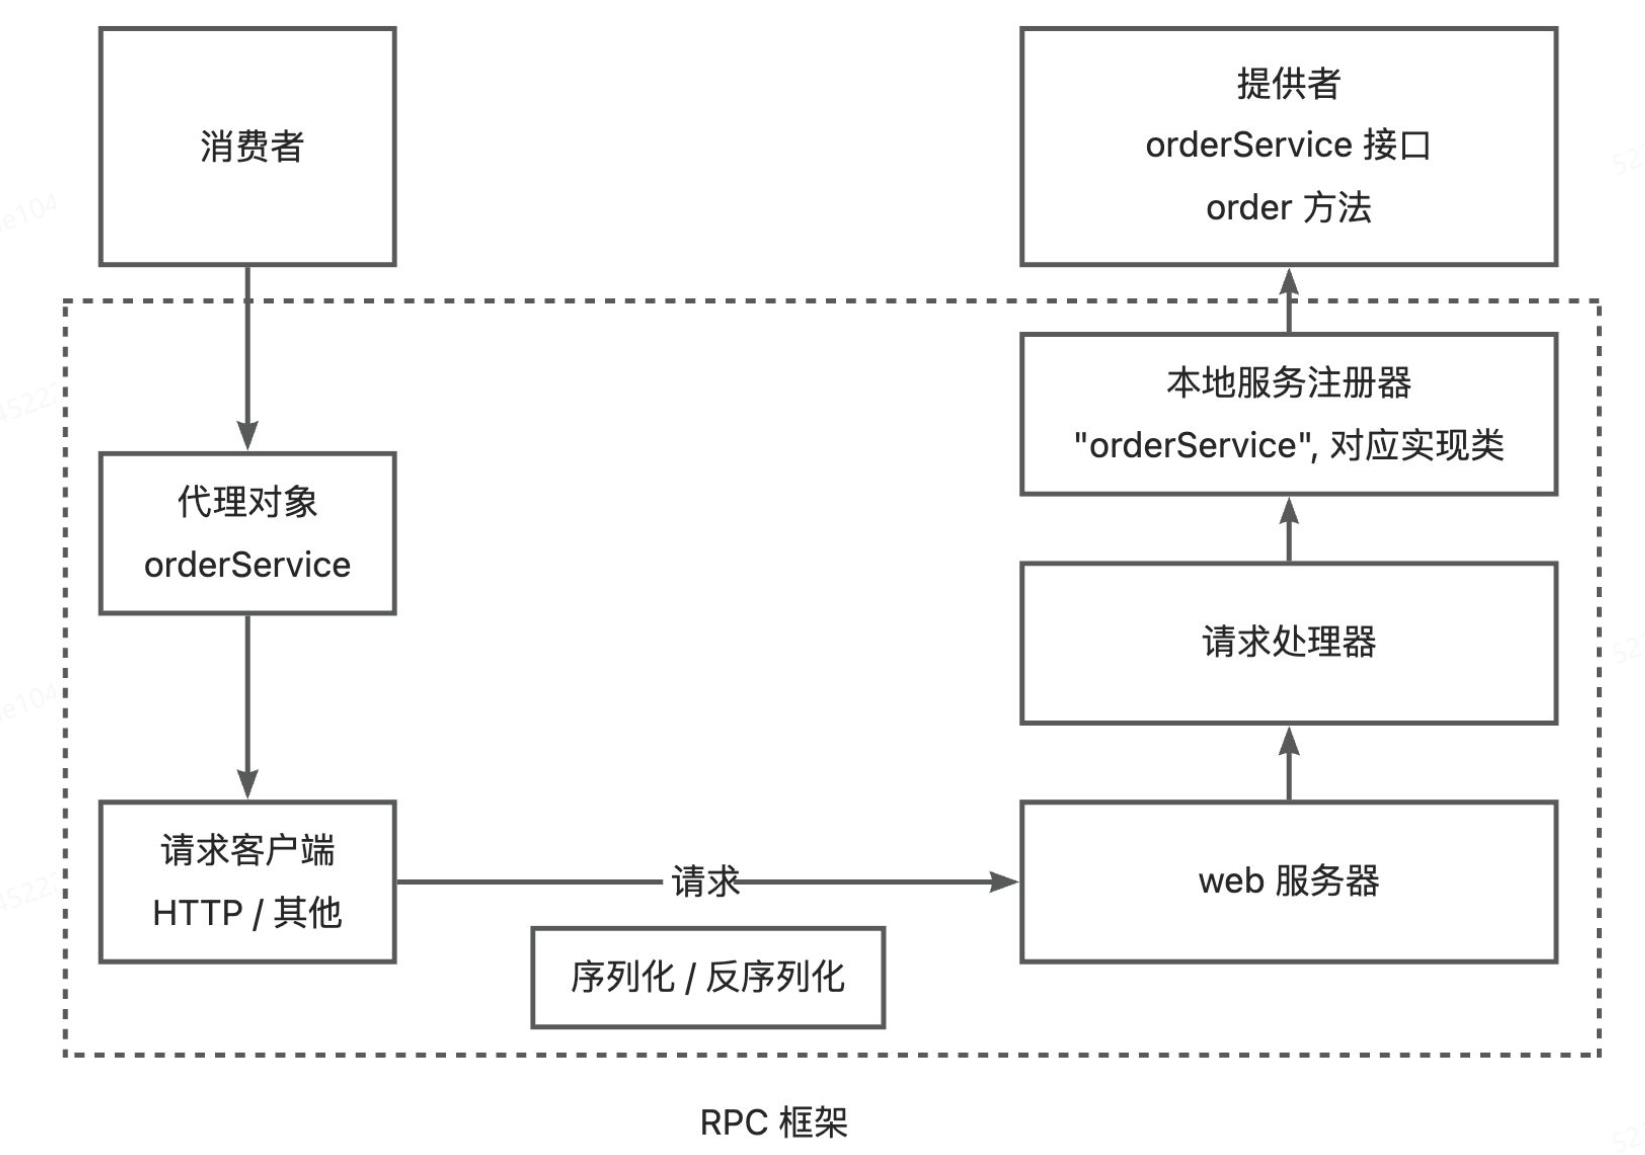 消费者
提供者
orderService 接口
order 方法
本地服务注册器
"orderService", 对应实现类
代理对象
orderService
请求处理器
请求客户端
HTTP / 其他
请求
web 服务器
序列化 / 反序列化
RPC 框架